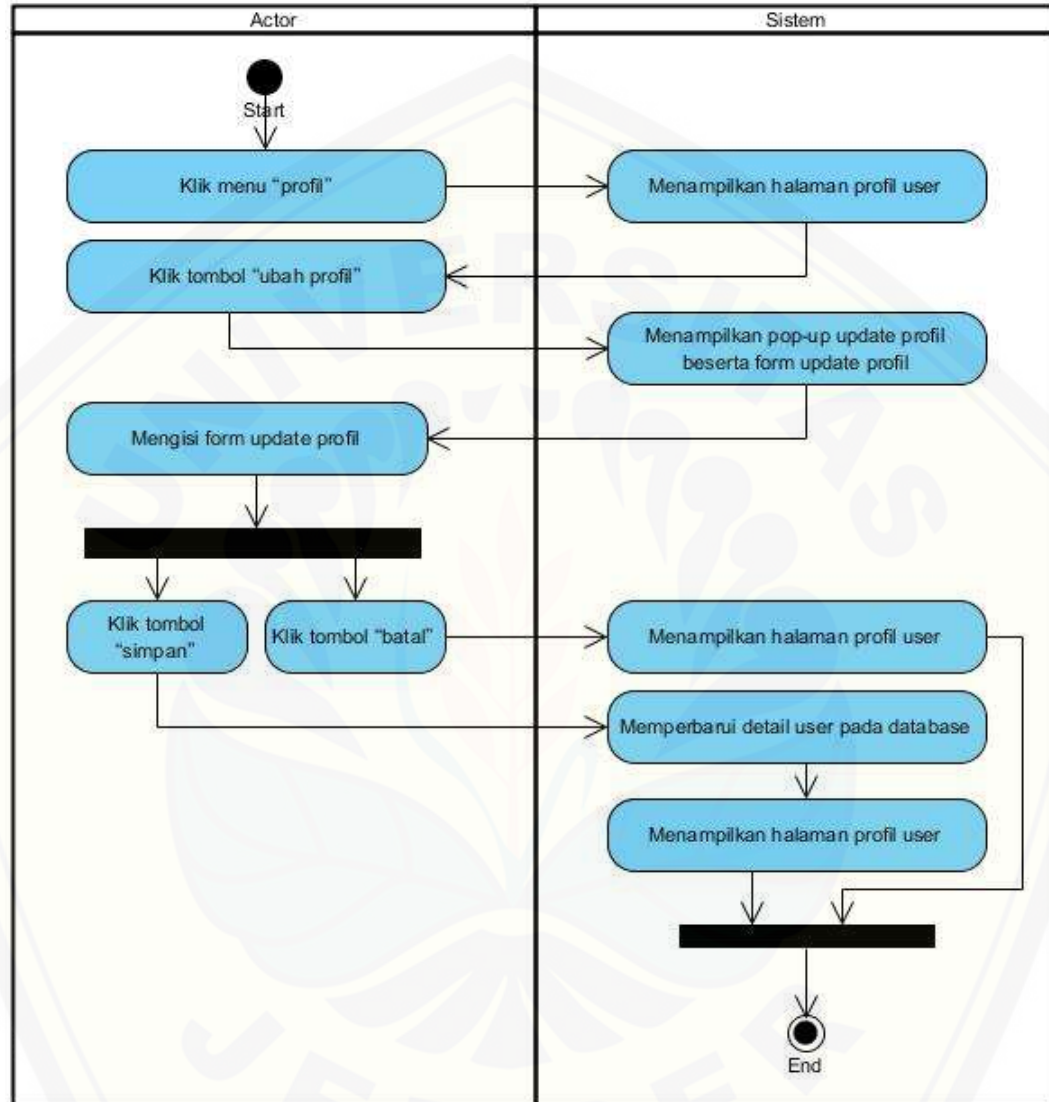 Actor
Sistem
Start
Klik menu “profil”
Menampilkan halaman profil user
Klik tombol “ubah profil”
Menampilkan pop-up update profil
beserta form update profil
Mengisi form update profil
Klik tombol
“simpan”
Klik tombol “batal”
Menampilkan halaman profil user
Memperbarui detail user pada database
Menampilkan halaman profil user
End
UNIVERSITAS